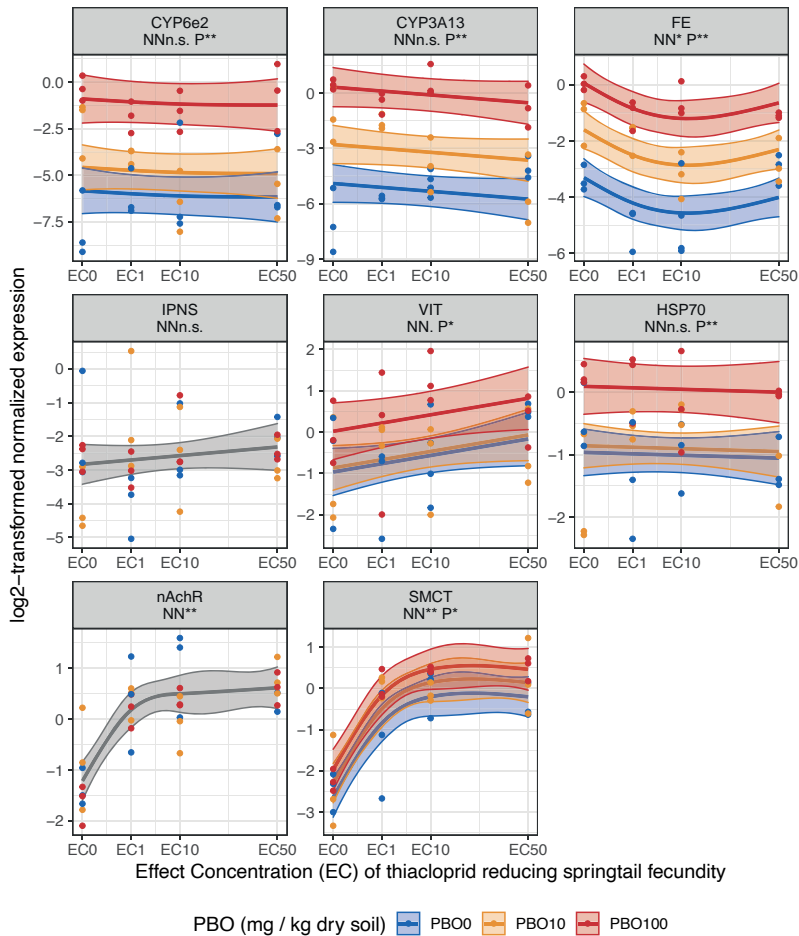 CYP6e2
NNn.s. P**
CYP3A13
NNn.s. P**
FE
NN* P**
0.0
−2.5
−5.0
−7.5
0
−3
−6
−9
0
−2
−4
−6
EC0 EC1 EC10 EC50
EC0 EC1 EC10 EC50
EC0 EC1 EC10 EC50
IPNS
NNn.s.
VIT
NN. P*
HSP70
NNn.s. P**
0
−1
−2
−3
−4
−5
2
1
0
−1
−2
0
−1
−2
EC0 EC1 EC10 EC50
EC0 EC1 EC10 EC50
EC0 EC1 EC10 EC50
nAchR
NN**
SMCT
NN** P*
1
0
−1
−2
1
0
−1
−2
−3
EC0 EC1 EC10 EC50
EC0 EC1 EC10 EC50
log2−transformed normalized expression
Effect Concentration (EC) of thiacloprid reducing springtail fecundity
PBO (mg / kg dry soil) PBO0 PBO10 PBO100